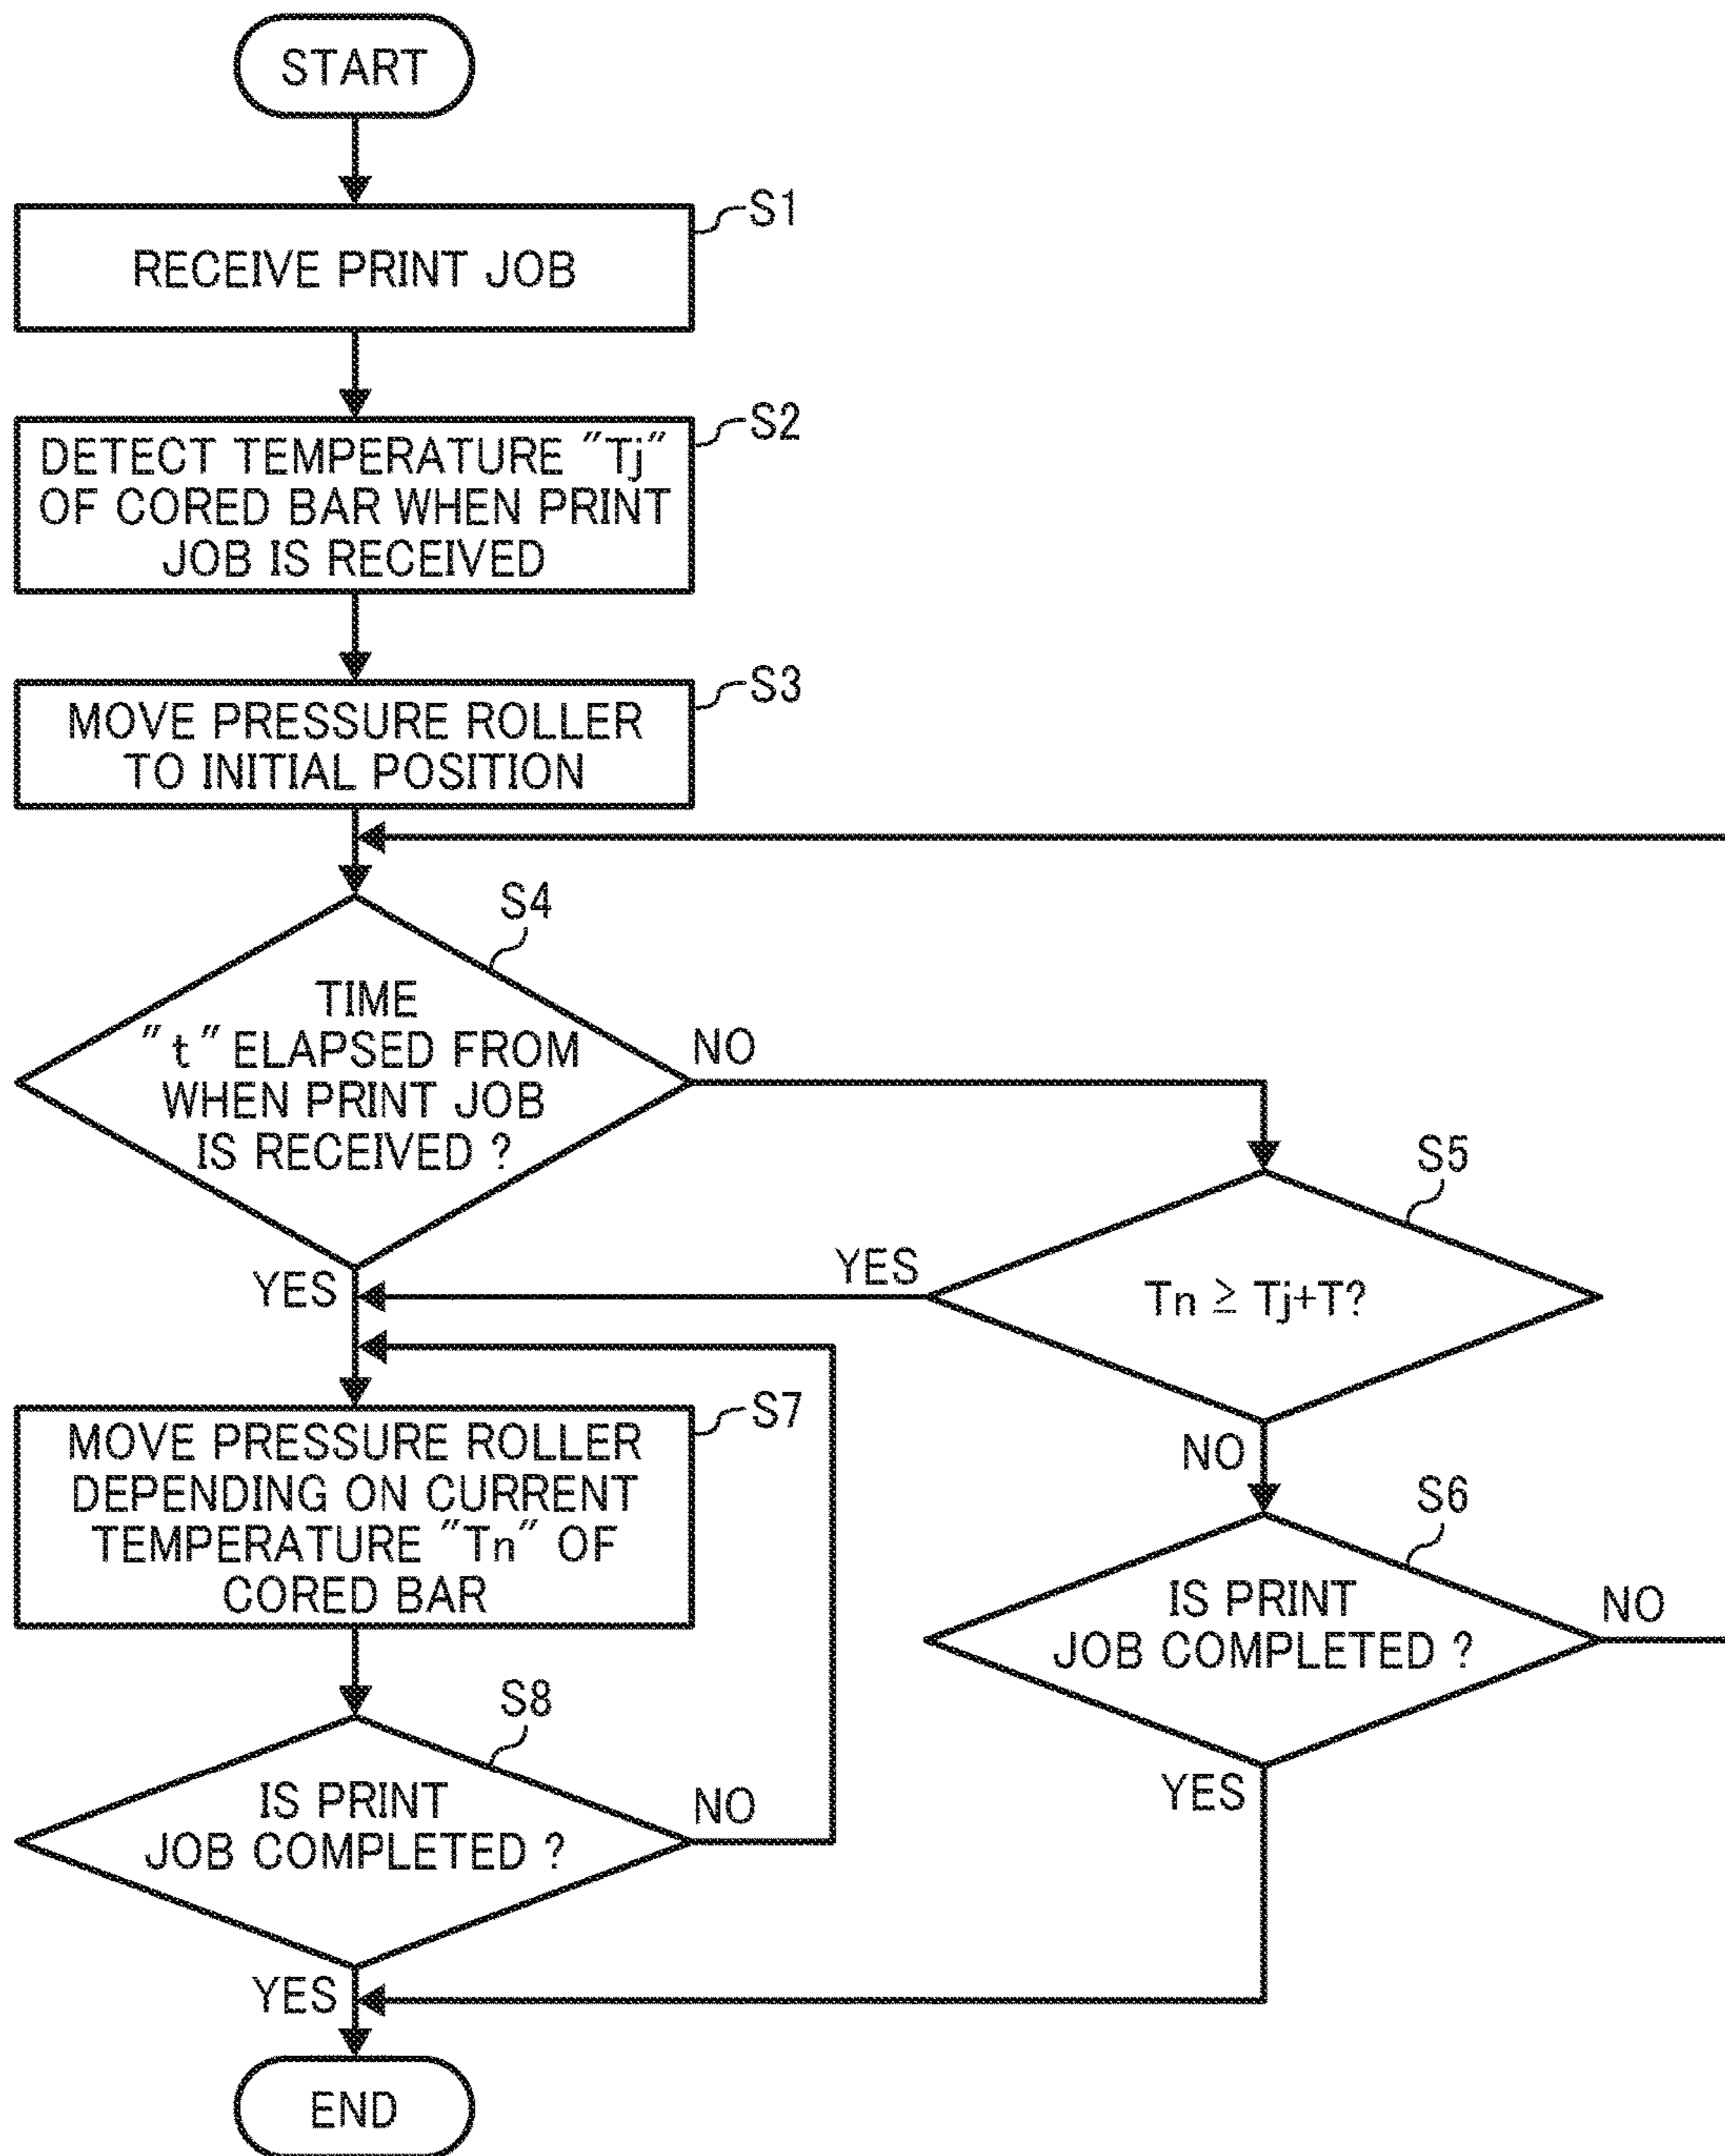 START
S1
RECEIVE PRINT JOB
S2
DETECT TEMPERATURE "Tj"
OF CORED BAR WHEN PRINT
JOB IS RECEIVED
S3
MOVE PRESSURE ROLLER
TO INITIAL POSITION
S4
TIME
"t" ELAPSED FROM
WHEN PRINT JOB
IS RECEIVED ?
NO
YES
S5
Tn ≧ Tj+T?
YES
NO
S6
IS PRINT
JOB COMPLETED ?
NO
YES
S7
MOVE PRESSURE ROLLER
DEPENDING ON CURRENT
TEMPERATURE "Tn" OF
CORED BAR
S8
IS PRINT
JOB COMPLETED ?
NO
YES
END